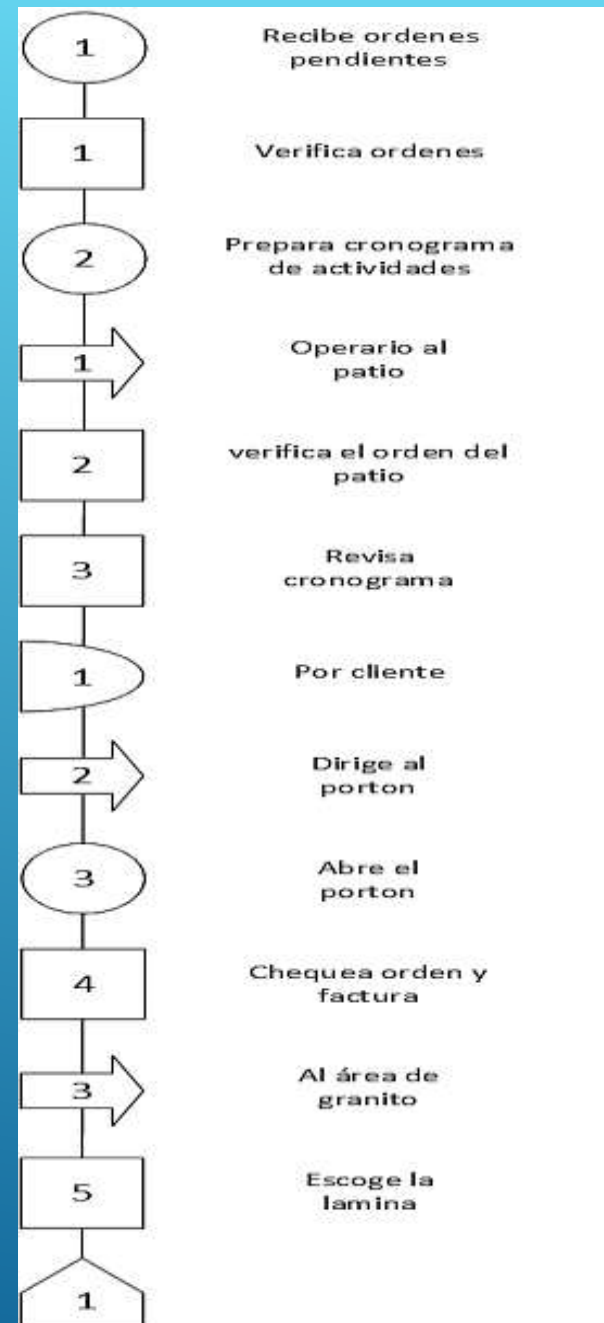 1
Recibe ordenes
pendientes
1
Verifica ordenes
2
Prepara cronograma
de actividades
1
Operario al
patio
2
verifica el orden del
patio
3
Revisa
cronograma
1
Por cliente
2
Dirige al
porton
3
Abre el
porton
4
Chequea orden y
factura
3
Al área de
granito
5
Escoge la
lamina
1